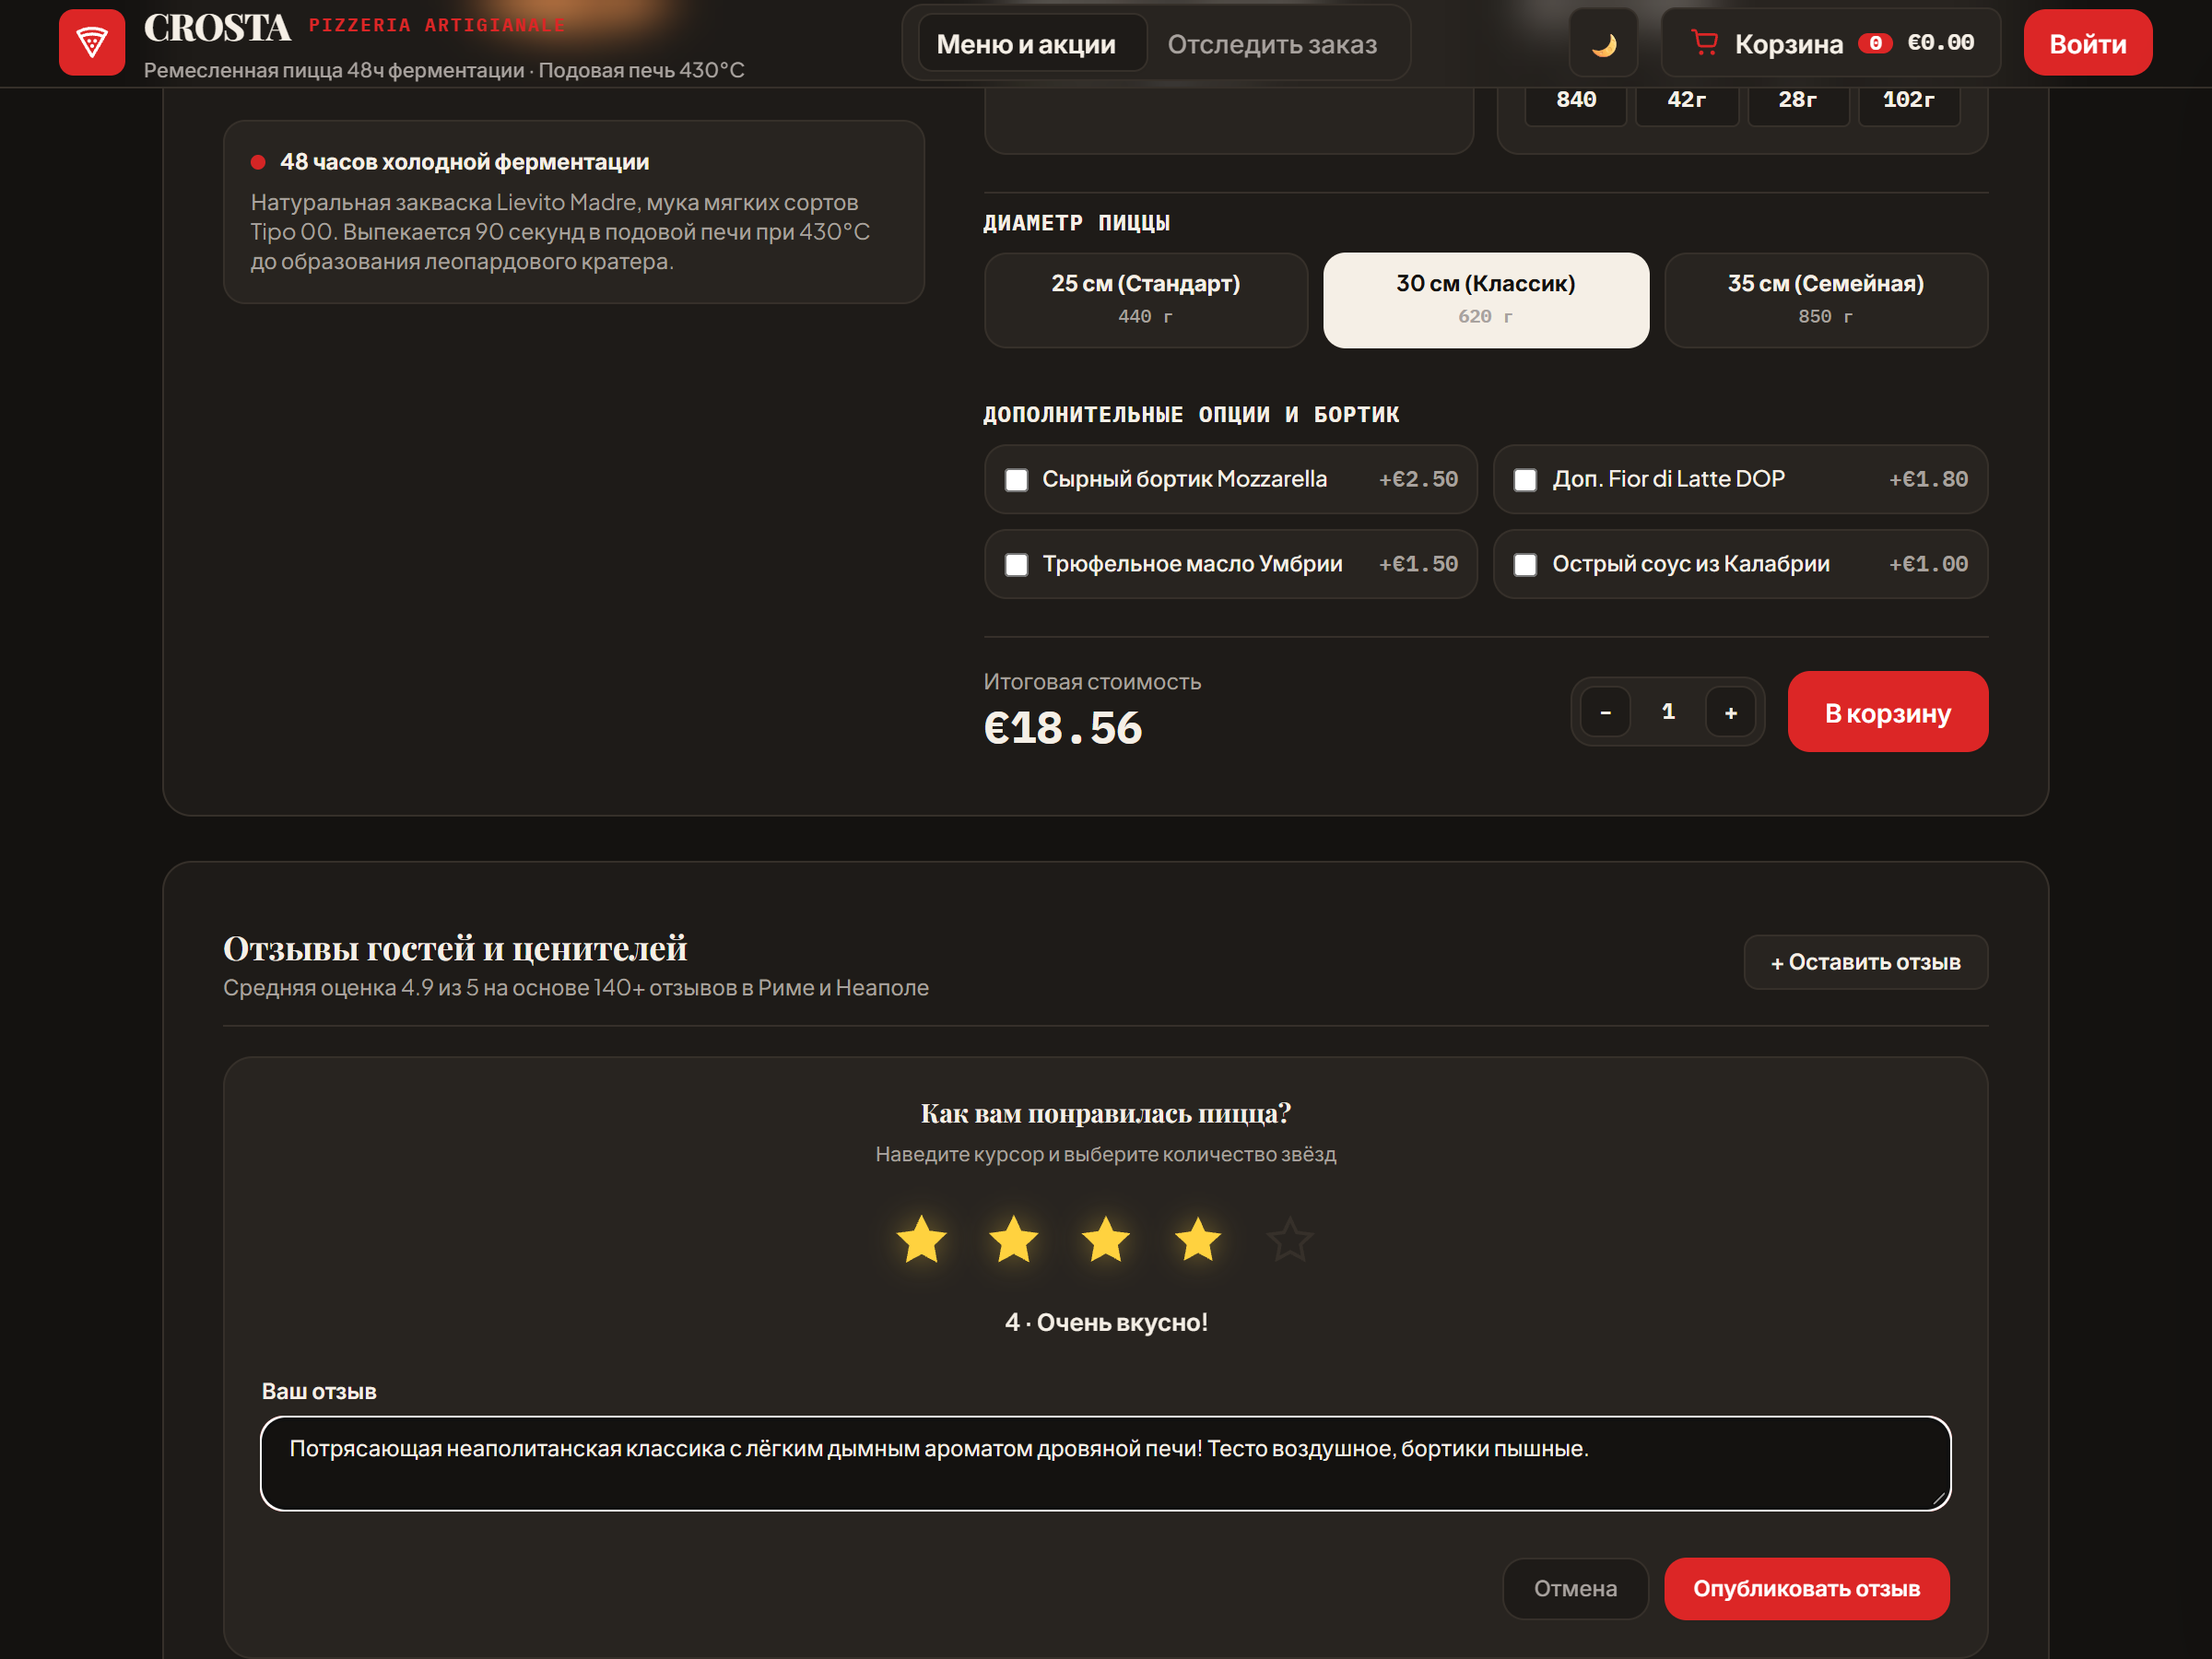 CROSTA PIZZERIA ARTIGIANALE
Ремесленная пицца 48ч ферментации · Подовая печь 430°C
Меню и акции
Отследить заказ
Корзина 0 €0.00
Войти
840
42г
28г
102г
48 часов холодной ферментации
Натуральная закваска Lievito Madre, мука мягких сортов
Tipo 00. Выпекается 90 секунд в подовой печи при 430°C
до образования леопардового кратера.
ДИАМЕТР ПИЦЦЫ
25 см (Стандарт)
440 г
30 см (Классик)
620 г
35 см (Семейная)
850 г
ДОПОЛНИТЕЛЬНЫЕ ОПЦИИ И БОРТИК
Сырный бортик Mozzarella +€2.50
Доп. Fior di Latte DOP +€1.80
Трюфельное масло Умбрии +€1.50
Острый соус из Калабрии +€1.00
Итоговая стоимость
€18.56
- 1 +
В корзину
Отзывы гостей и ценителей
Средняя оценка 4.9 из 5 на основе 140+ отзывов в Риме и Неаполе
+ Оставить отзыв
Как вам понравилась пицца?
Наведите курсор и выберите количество звёзд
4 · Очень вкусно!
Ваш отзыв
Потрясающая неаполитанская классика с лёгким дымным ароматом дровяной печи! Тесто воздушное, бортики пышные.
Отмена
Опубликовать отзыв